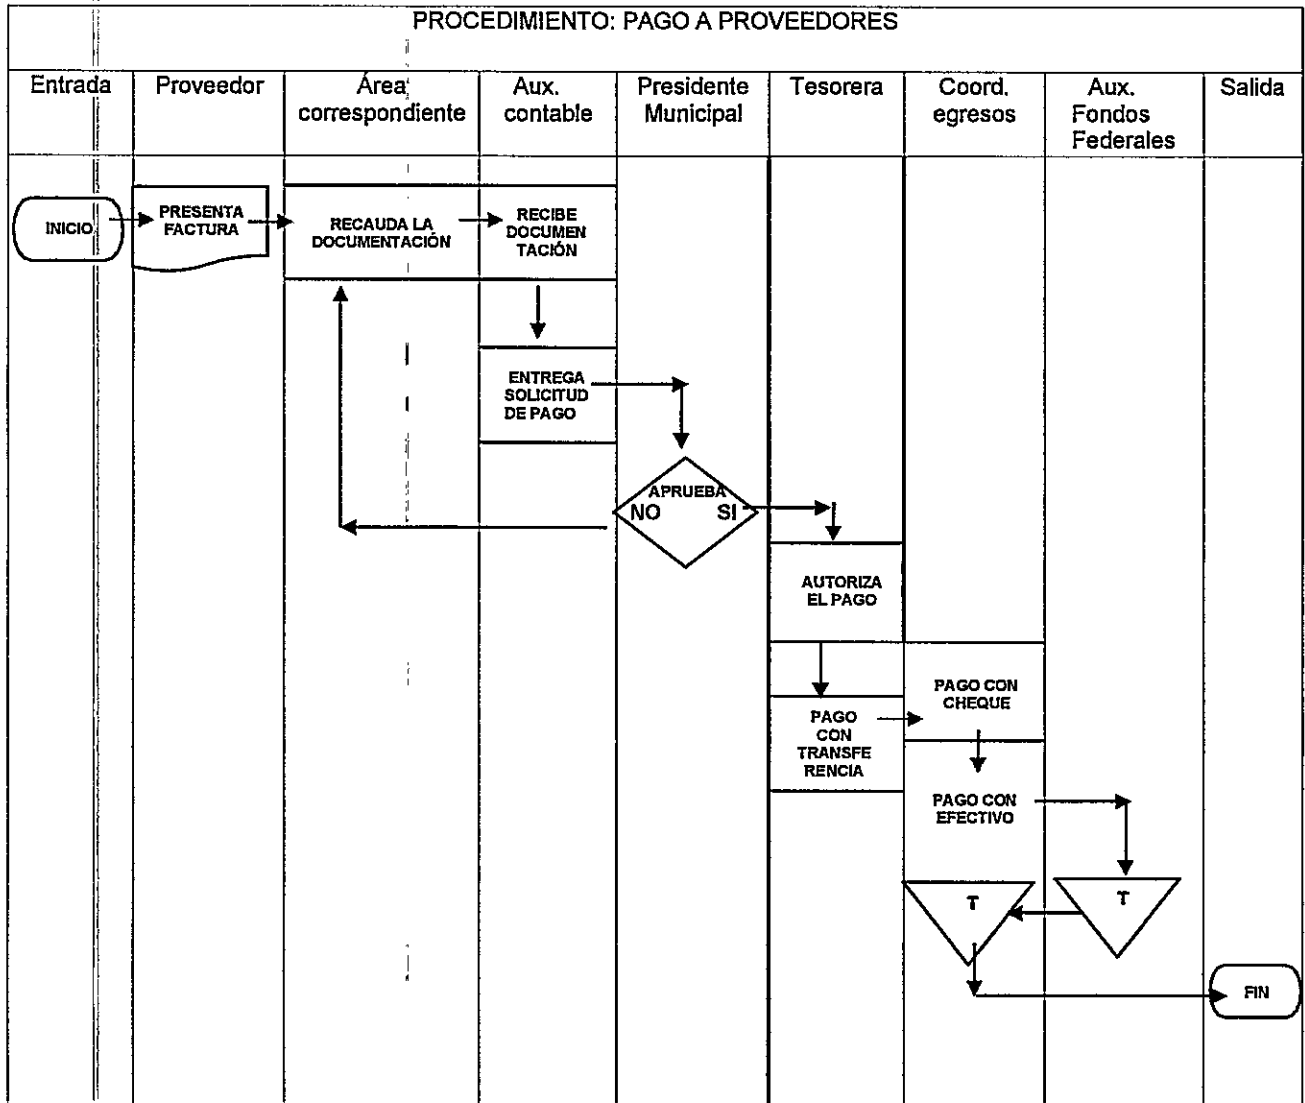 PROCEDIMIENTO: PAGO A PROVEEDORES
Entrada
Proveedor
Área
correspondiente
Aux.
contable
Presidente
Municipal
Tesorera
Coord.
egresos
Aux.
Fondos
Federales
Salida
INICIO
PRESENTA
FACTURA
RECAUDA LA
DOCUMENTACIÓN
RECIBE
DOCUMEN
TACIÓN
ENTREGA
SOLICITUD
DE PAGO
APRUEBA
NO SI
AUTORIZA
EL PAGO
PAGO CON
CHEQUE
PAGO
CON
TRANSFE
RENCIA
PAGO CON
EFECTIVO
T
T
FIN